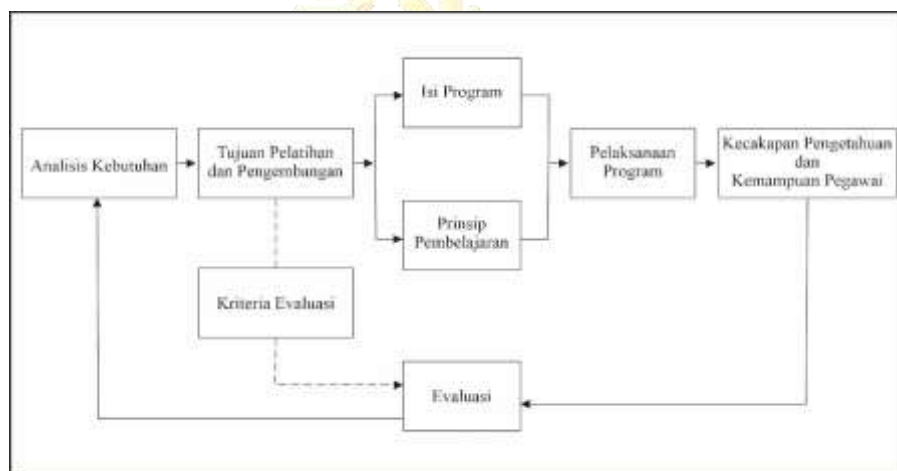 Isi Program
Analisis Kebutuhan
Tujuan Pelatihan
dan Pengembangan
Pelaksanaan
Program
Kecakapan Pengetahuan
dan
Kemampuan Pegawai
Prinsip
Pembelajaran
Kriteria Evaluasi
Evaluasi